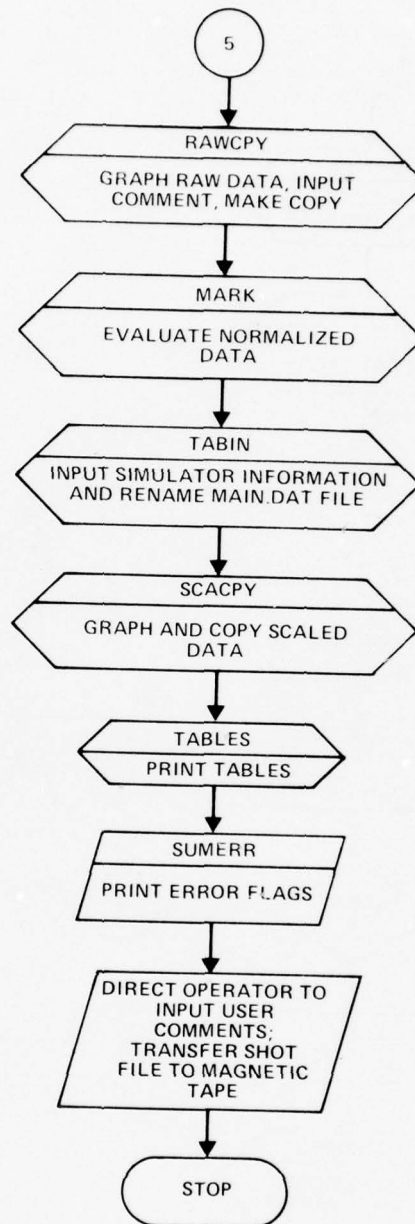 5
RAWCPY
GRAPH RAW DATA, INPUT
COMMENT, MAKE COPY
MARK
EVALUATE NORMALIZED
DATA
TABIN
INPUT SIMULATOR INFORMATION
AND RENAME MAIN.DAT FILE
SCACPY
GRAPH AND COPY SCALED
DATA
TABLES
PRINT TABLES
SUMERR
PRINT ERROR FLAGS
DIRECT OPERATOR TO
INPUT USER
COMMENTS;
TRANSFER SHOT
FILE TO MAGNETIC
TAPE
STOP